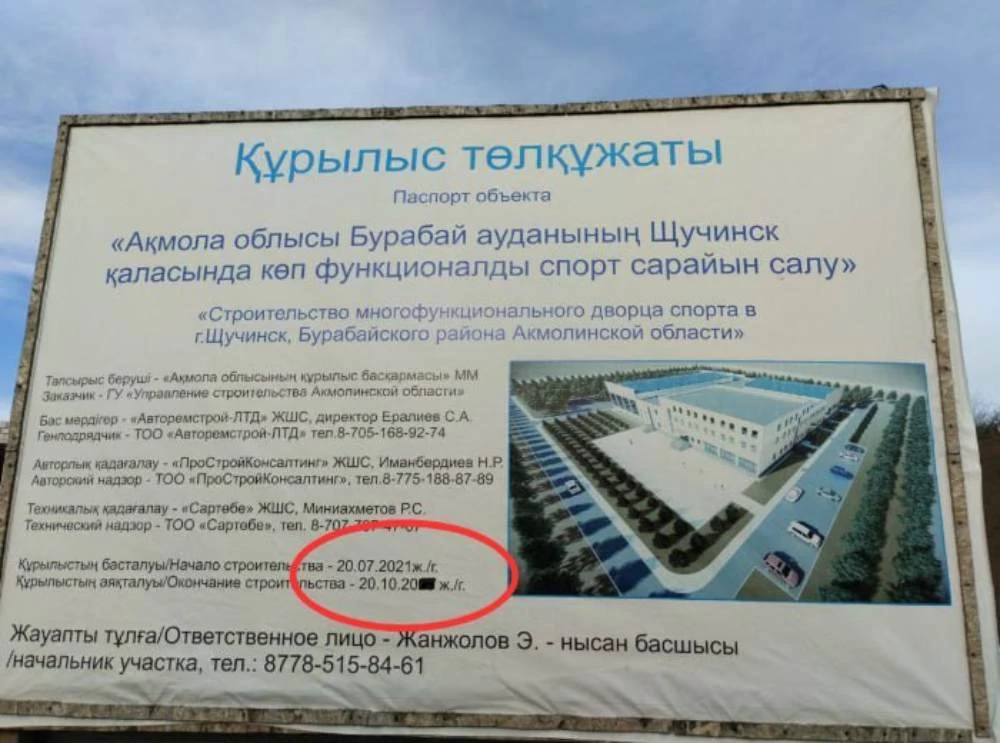 Құрылыс төлқұжаты
Паспорт объекта
«Ақмола облысы Бурабай ауданының Щучинск
қаласында көп функционалды спорт сарайын салу»
«Строительство многофункционального дворца спорта в
г.Щучинск, Бурабайского района Акмолинской области»
Тапсырыс беруші - «Ақмола облысының құрылыс басқармасы» ММ
Заказчик - ГУ «Управление строительства Акмолинской области»
Бас мердігер - «Авторемстрой-ЛТД» ЖШС, директор Ералиев С.А.
Генподрядчик - ТОО «Авторемстрой-ЛТД» тел.8-705-168-92-74
Авторлық қадағалау - «ПроСтройКонсалтинг» ЖШС, Иманбердиев Н.Р.
Авторский надзор - ТОО «ПроСтройКонсалтинг», тел.8-775-188-87-89
Техникалық қадағалау - «Сартөбе» ЖШС, Миниахметов Р.С.
Технический надзор - ТОО «Сартөбе», тел.
Құрылыстың басталуы/Начало строительства - 20.07.2021ж./г.
Құрылыстың аяқталуы/Окончание строительства - 20.10.20 ж./г.
Жауапты тұлға/Ответственное лицо - Жанжолов Э. - нысан басшысы
/начальник участка, тел.: 8778-515-84-61